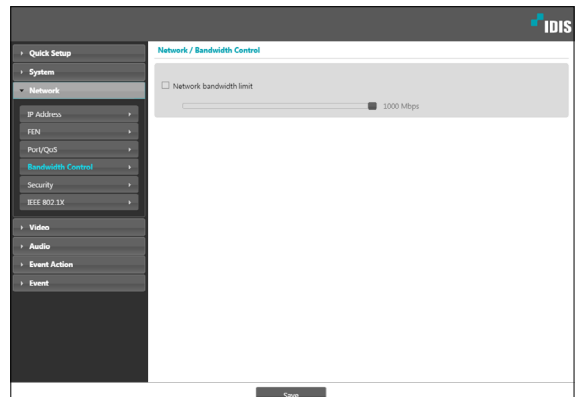 IDIS
Quick Setup
System
Network
IP Address
FEN
Port/QoS
Bandwidth Control
Security
IEEE 802.1X
Video
Audio
Event Action
Event
Network / Bandwidth Control
Network bandwidth limit
1000 Mbps
Save